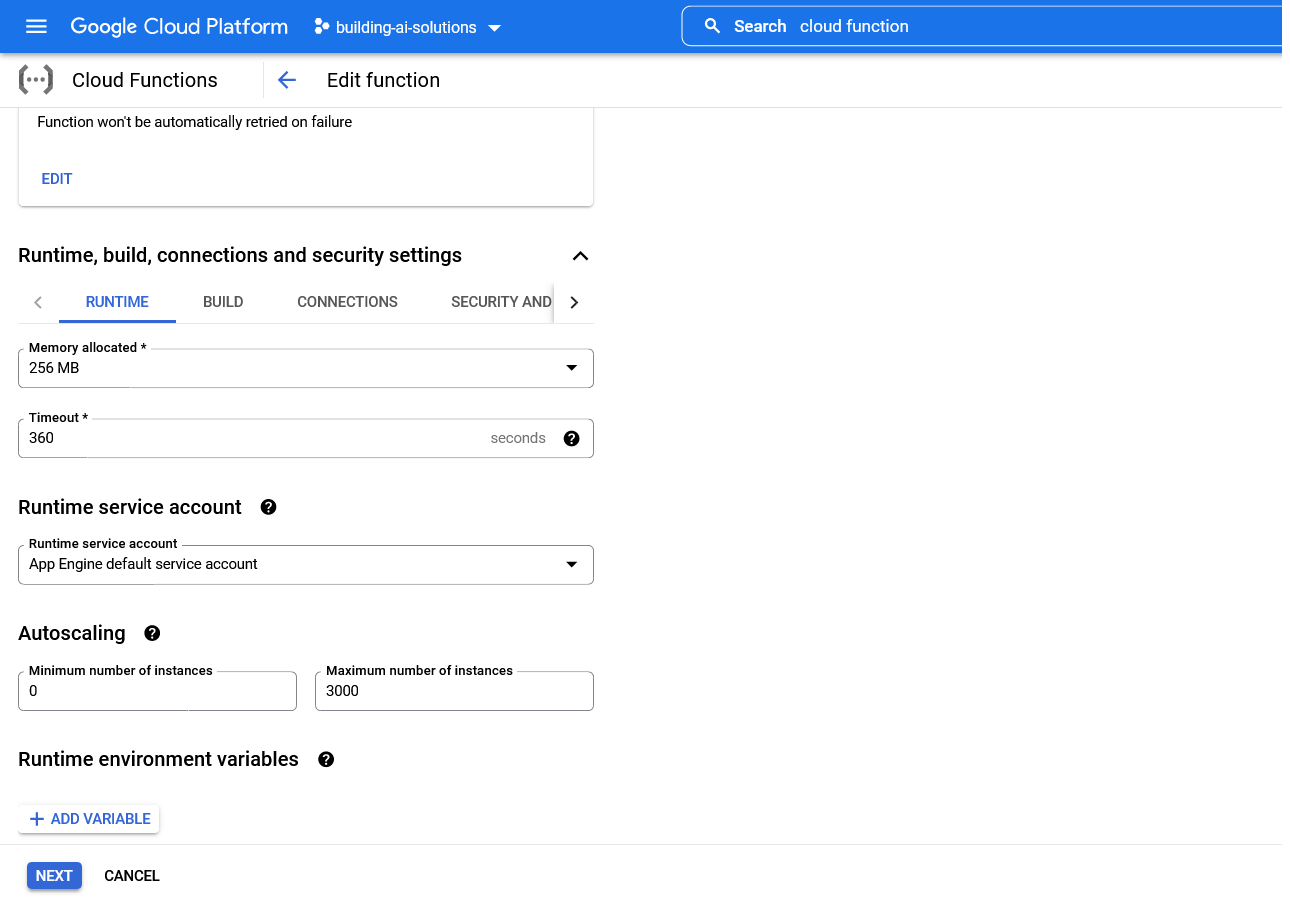 Google Cloud Platform building-ai-solutions Search cloud function
Cloud Functions Edit function
Function won't be automatically retried on failure
EDIT
Runtime, build, connections and security settings
RUNTIME BUILD CONNECTIONS SECURITY AND
Memory allocated *
256 MB
Timeout *
360 seconds
Runtime service account
Runtime service account
App Engine default service account
Autoscaling
Minimum number of instances Maximum number of instances
0 3000
Runtime environment variables
ADD VARIABLE
NEXT CANCEL